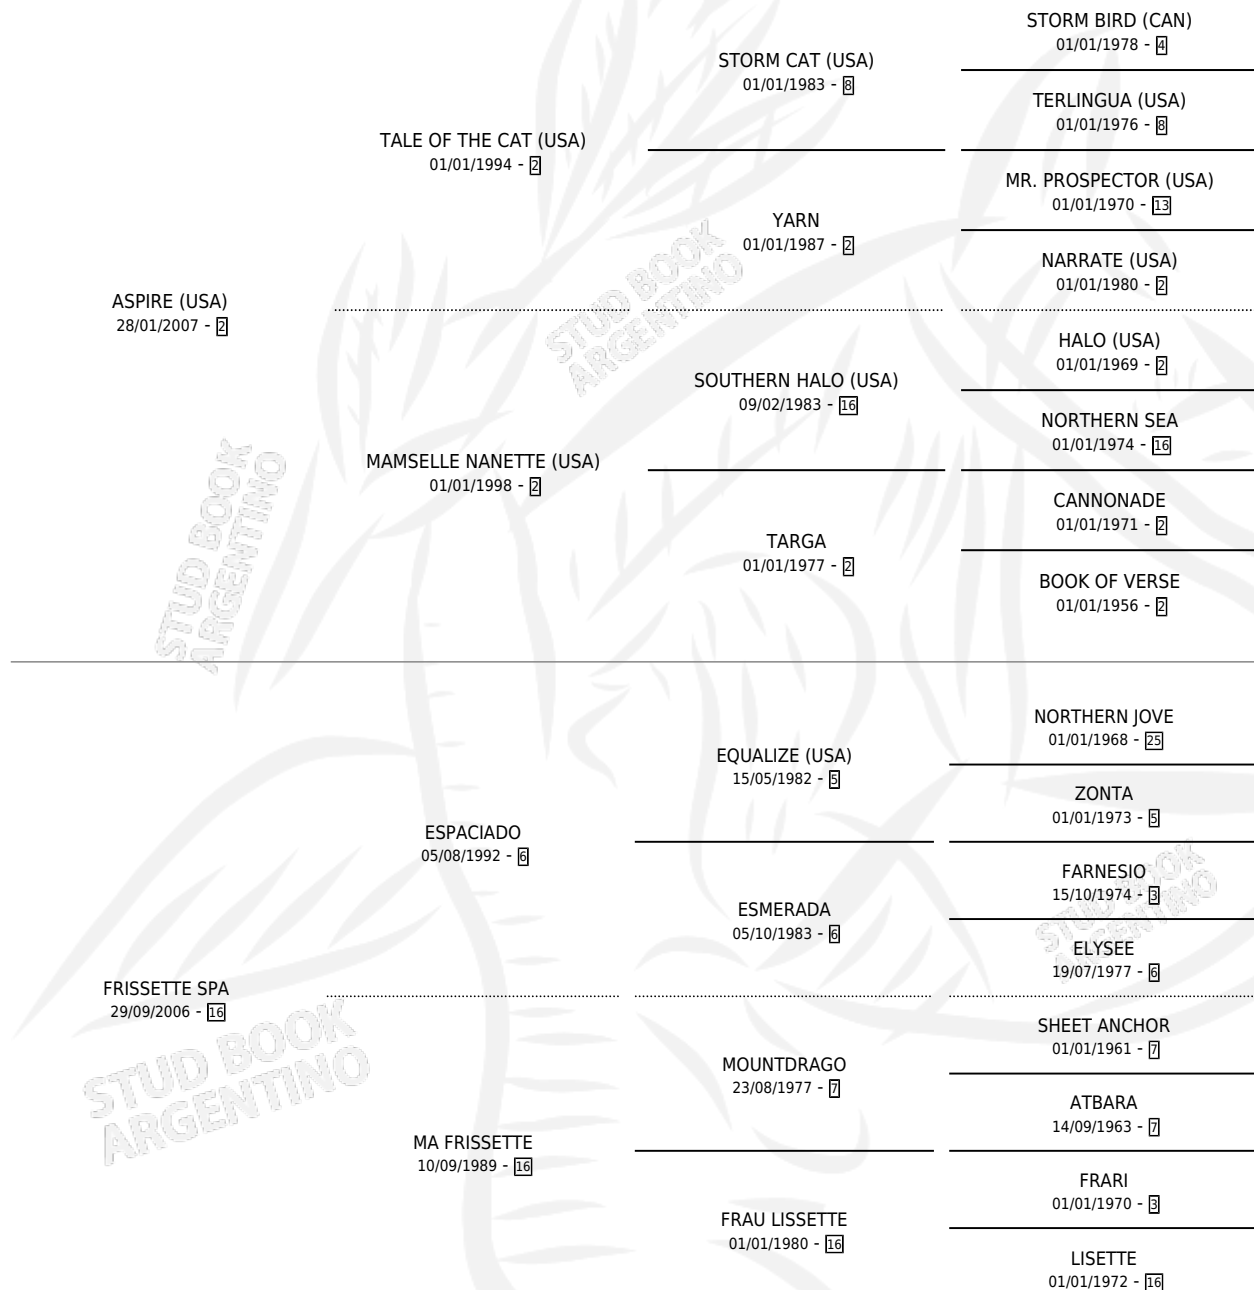 STORM BIRD (CAN)
01/01/1978 - 4
STORM CAT (USA)
01/01/1983 - 8
TERLINGUA (USA)
01/01/1976 - 8
TALE OF THE CAT (USA)
01/01/1994 - 2
MR. PROSPECTOR (USA)
01/01/1970 - 13
YARN
01/01/1987 - 2
NARRATE (USA)
01/01/1980 - 2
ASPIRE (USA)
28/01/2007 - 2
HALO (USA)
01/01/1969 - 2
SOUTHERN HALO (USA)
09/02/1983 - 16
NORTHERN SEA
01/01/1974 - 16
MAMSELLE NANETTE (USA)
01/01/1998 - 2
CANNONADE
01/01/1971 - 2
TARGA
01/01/1977 - 2
BOOK OF VERSE
01/01/1956 - 2
NORTHERN JOVE
01/01/1968 - 25
EQUALIZE (USA)
15/05/1982 - 5
ZONTA
01/01/1973 - 5
ESPACIADO
05/08/1992 - 6
FARNESIO
15/10/1974 - 3
ESMERADA
05/10/1983 - 6
ELYSEE
19/07/1977 - 6
FRISSETTE SPA
29/09/2006 - 16
SHEET ANCHOR
01/01/1961 - 7
MOUNTDRAGO
23/08/1977 - 7
ATBARA
14/09/1963 - 7
MA FRISSETTE
10/09/1989 - 16
FRARI
01/01/1970 - 3
FRAU LISSETTE
01/01/1980 - 16
LISETTE
01/01/1972 - 16
STUD BOOK
ARGENTINO
STUD BOOK
ARGENTINO
STUD BOOK
ARGENTINO
STUD BOOK
ARGENTINO